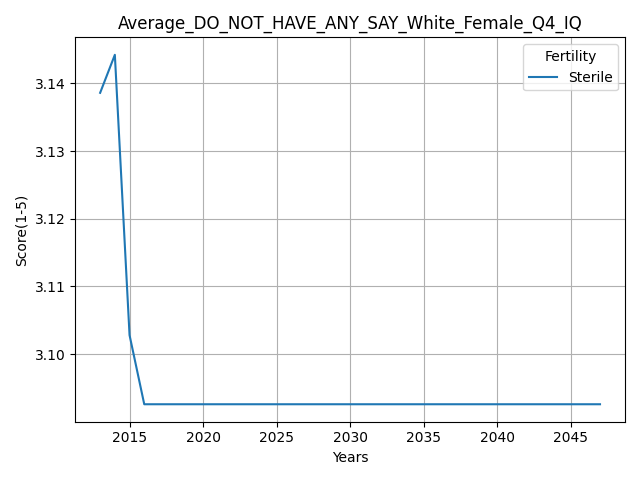 Average_DO_NOT_HAVE_ANY_SAY_White_Female_Q4_IQ
Fertility
Sterile
3.14
3.13
3.12
3.11
3.10
Score(1-5)
2015 2020 2025 2030 2035 2040 2045
Years